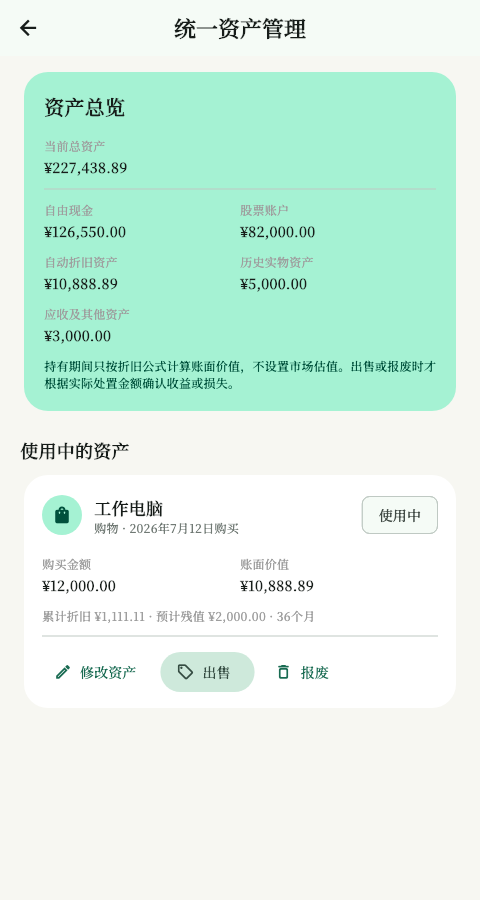 统一资产管理
资产总览
当前总资产
¥227,438.89
自由现金
股票账户
¥126,550.00
¥82,000.00
自动折旧资产
历史实物资产
¥10,888.89
¥5,000.00
应收及其他资产
¥3,000.00
持有期间只按折旧公式计算账面价值，不设置市场估值。出售或报废时才
根据实际处置金额确认收益或损失。
使用中的资产
工作电脑
购物 · 2026年7月12日购买
使用中
购买金额
账面价值
¥12,000.00
¥10,888.89
累计折旧 ¥1,111.11 · 预计残值 ¥2,000.00 · 36个月
修改资产
出售
报废